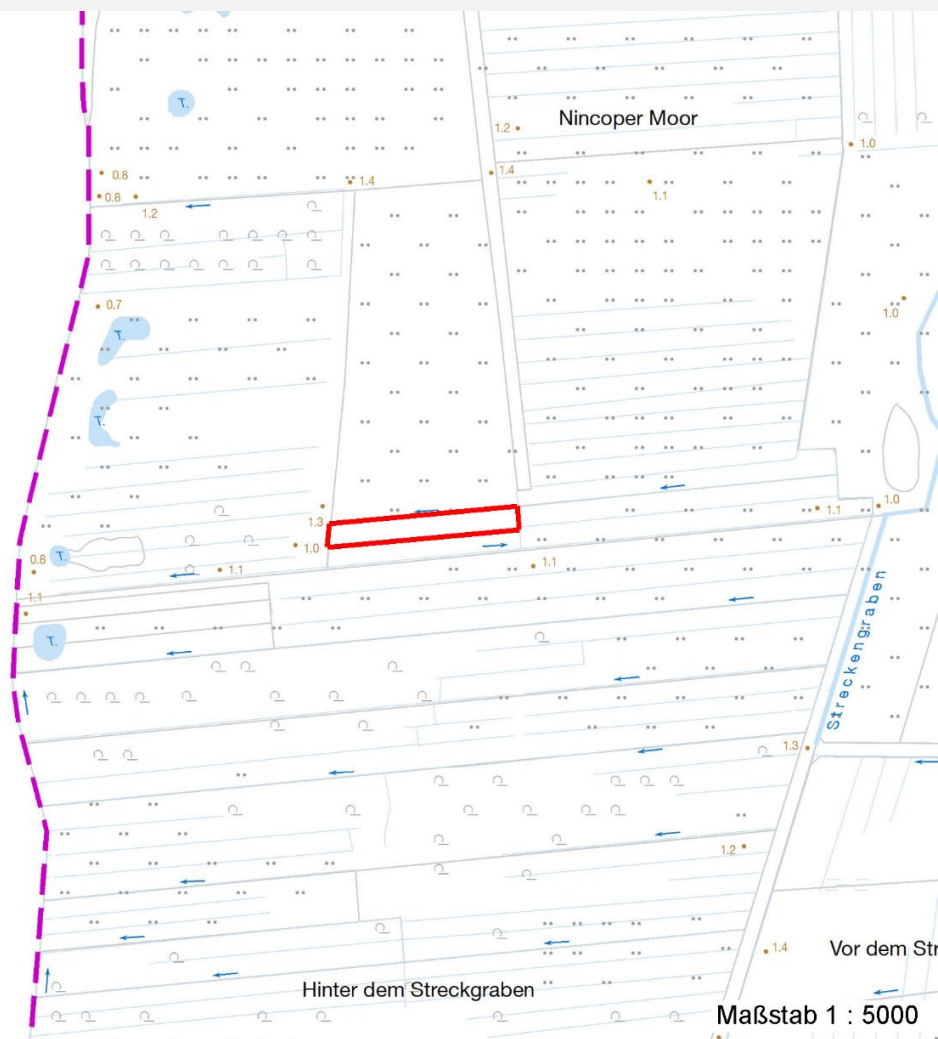 T.
Nincoper Moor
1.2
1.0
1.4
0.8
1.4
0.8
1.2
1.1
0.7
1.0
T.
T.
1.3
1.1
1.0
1.0
T.
0.8
1.1
1.1
1.1
T.
Streckengraben
1.3
1.2
1.4
Vor dem Str
Hinter dem Streckgraben
Maßstab 1 : 5000